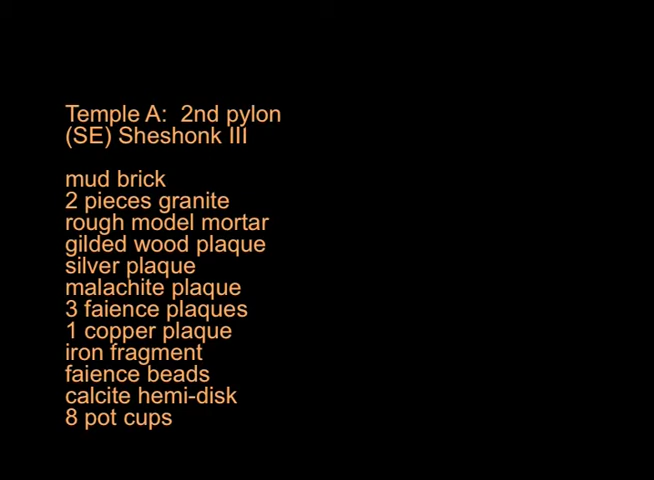 Temple A:  2nd pylon
(SE) Sheshonk III
mud brick
2 pieces granite
rough model mortar
gilded wood plaque
silver plaque
malachite plaque
3 faience plaques
1 copper plaque
iron fragment
faience beads
calcite hemi-disk
8 pot cups